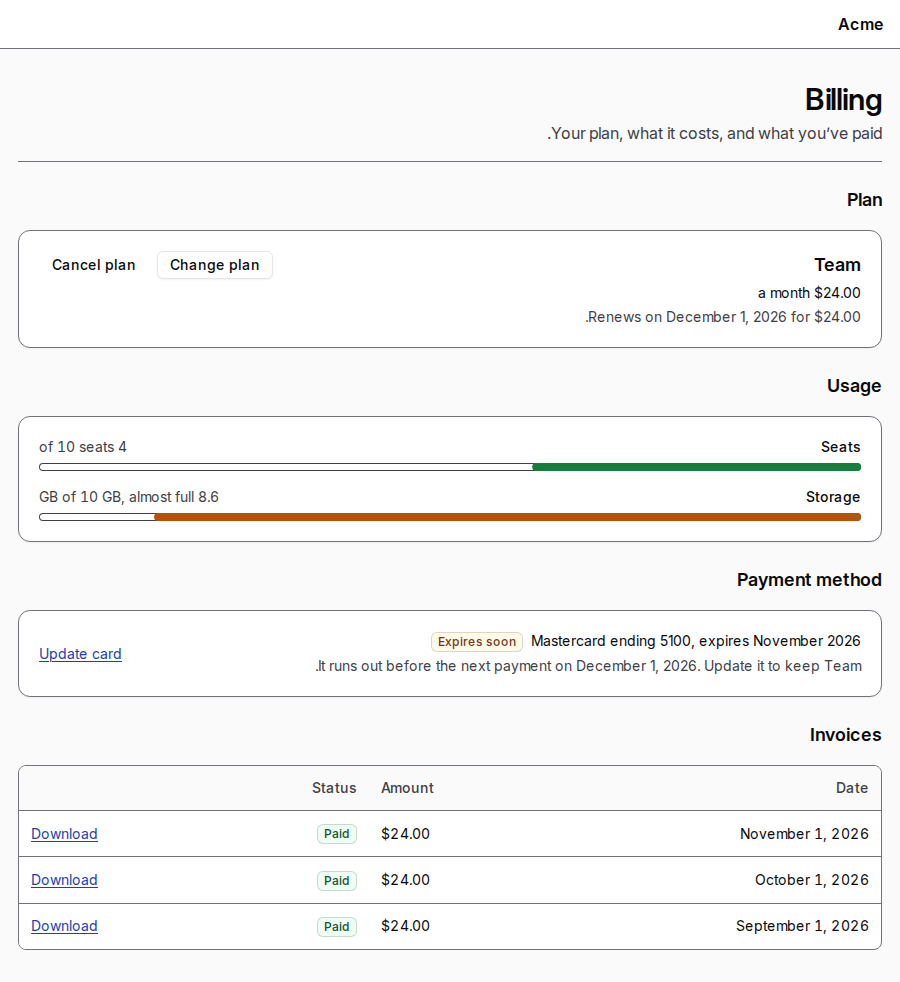 Acme
Billing
.Your plan, what it costs, and what you've paid
Plan
Team
Change plan
Cancel plan
a month $24.00
.Renews on December 1, 2026 for $24.00
Usage
Seats
of 10 seats 4
Storage
GB of 10 GB, almost full 8.6
Payment method
Mastercard ending 5100, expires November 2026 Expires soon
.It runs out before the next payment on December 1, 2026. Update it to keep Team
Update card
Invoices
Date Amount Status
November 1, 2026 $24.00 Paid Download
October 1, 2026 $24.00 Paid Download
September 1, 2026 $24.00 Paid Download